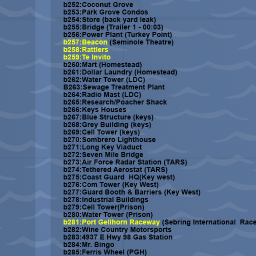 b252:Coconut Grove
b253:Park Grove Condos
b254:Store (back yard leak)
b255:Bridge (Trailer 1 - 00:03)
b256:Power Plant (Turkey Point)
b257:Beacon (Seminole Theatre)
b258:Rattlers
b259:Te Invito
b260:Mart (Homestead)
b261:Dollar Laundry (Homestead)
b262:Water Tower (LDC)
B263:Sewage Treatment Plant
b264:Radio Mast (LDC)
b265:Research/Poacher Shack
b266:Keys Houses
b267:Blue Structure (keys)
b268:Grey Building (keys)
b269:Cell Tower (keys)
b270:Sombrero Lighthouse
b271:Long Key Viaduct
b272:Seven Mile Bridge
b273:Air Force Radar Station (TARS)
b274:Tethered Aerostat (TARS)
b275:Coast Guard HQ(Key west)
b276:Com Tower (Key West)
b277:Guard Booth & Barriers (Key West)
b278:Industrial Buildings
b279:Cell Tower(Prison)
b280:Water Tower (Prison)
b281:Port Gellhorn Raceway (Sebring International Race
b282:Wine Country Motorsports
b283:4937 E Hwy 98 Gas Station
b284:Mr. Bingo
b285:Ferris Wheel (PGH)